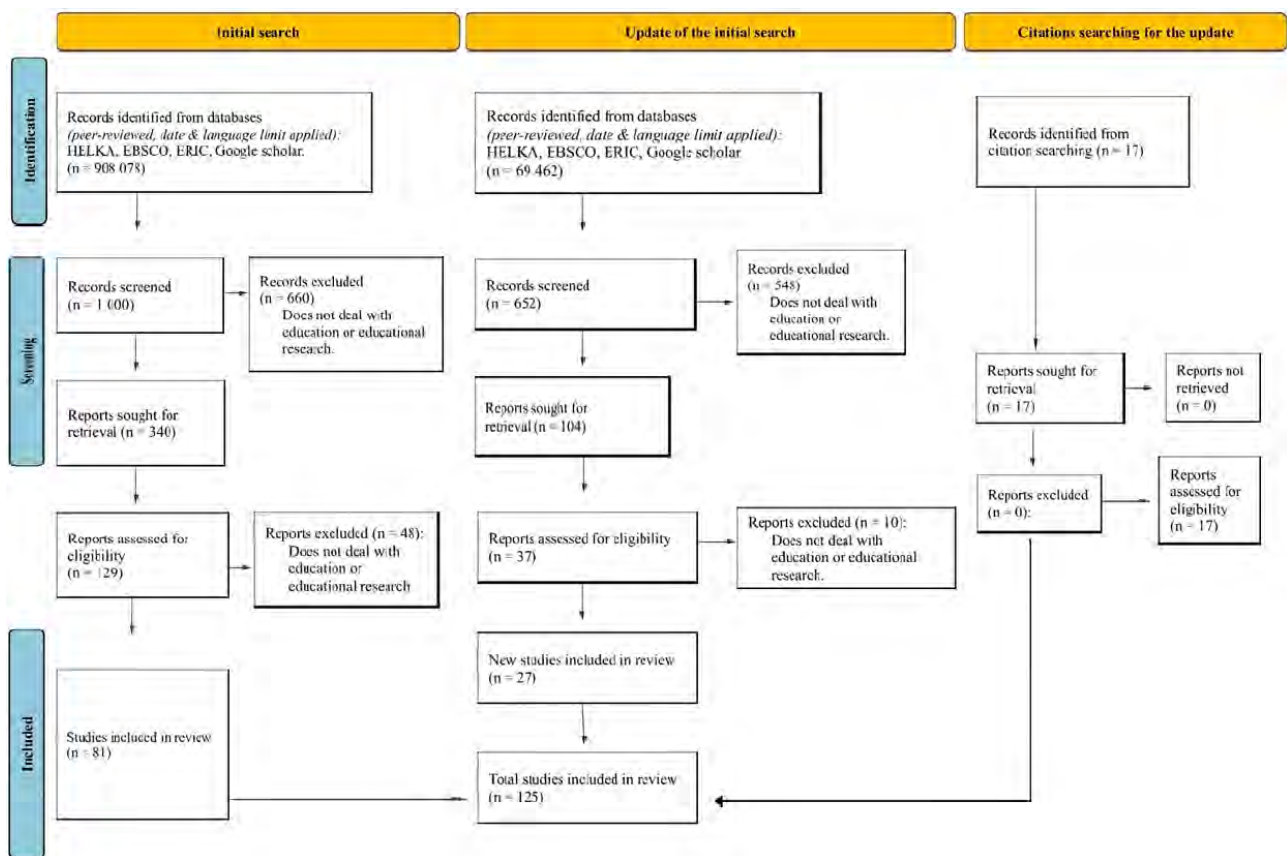 Initial search
Update of the initial search
Citations searching for the update
Identification
Records identified from databases
(peer-reviewed, date & language limit applied):
HELKA, EBSCO, ERIC, Google scholar.
(n = 908 078)
Records identified from databases
(peer-reviewed, date & language limit applied):
HELKA, EBSCO, ERIC, Google scholar
(n = 69 462)
Records identified from
citation searching (n = 17)
Screening
Records screened
(n = 1 000)
Records excluded
(n = 660)
Does not deal with
education or educational
research.
Records screened
(n = 652)
Records excluded
(n = 548)
Does not deal with
education or
educational research.
Reports sought for
retrieval (n = 340)
Reports sought for
retrieval (n = 104)
Reports sought for
retrieval
(n = 17)
Reports not
retrieved
(n = 0)
Reports assessed for
eligibility
(n = 129)
Reports excluded (n = 48):
Does not deal with
education or
educational research
Reports assessed for eligibility
(n = 37)
Reports excluded (n = 10):
Does not deal with
education or educational
research.
Reports excluded
(n = 0):
Reports
assessed for
eligibility
(n = 17)
Included
Studies included in review
(n = 81)
New studies included in review
(n = 27)
Total studies included in review
(n = 125)